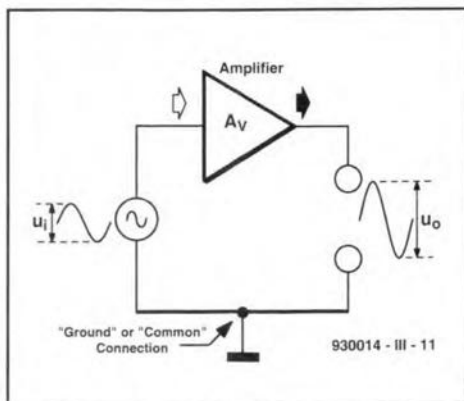 Amplifier
Av
ui
uo
"Ground" or "Common"
Connection
930014 - III - 11